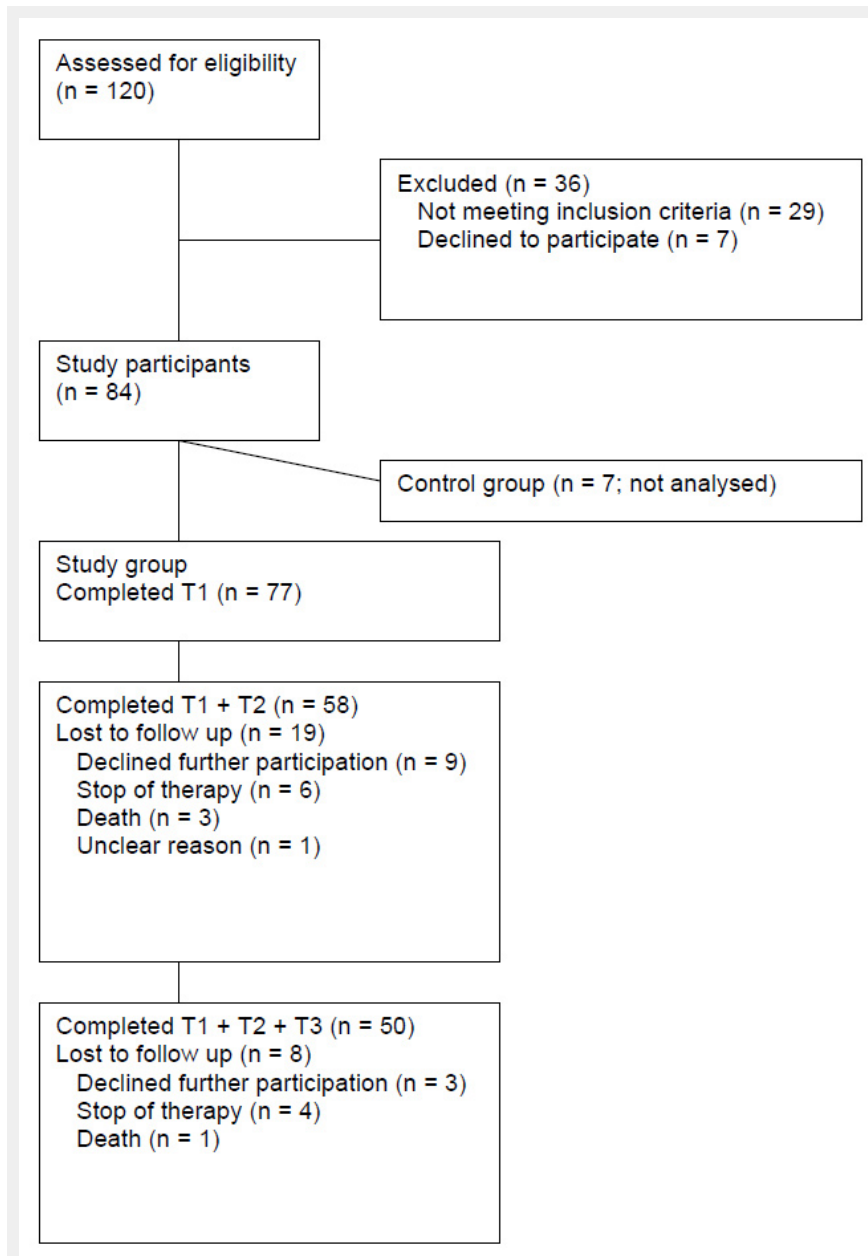 Assessed for eligibility
(n = 120)
Excluded (n = 36)
Not meeting inclusion criteria (n = 29)
Declined to participate (n = 7)
Study participants
(n = 84)
Control group (n = 7; not analysed)
Study group
Completed T1 (n = 77)
Completed T1 + T2 (n = 58)
Lost to follow up (n = 19)
Declined further participation (n = 9)
Stop of therapy (n = 6)
Death (n = 3)
Unclear reason (n = 1)
Completed T1 + T2 + T3 (n = 50)
Lost to follow up (n = 8)
Declined further participation (n = 3)
Stop of therapy (n = 4)
Death (n = 1)